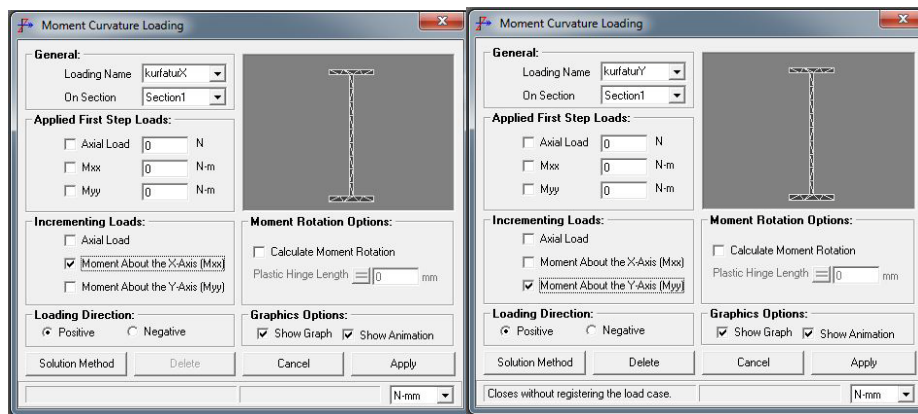 Moment Curvature Loading
General:
Loading Name kurfaturX
On Section Section1
Applied First Step Loads:
Axial Load 0 N
Mxx 0 N-m
Myy 0 N-m
Incrementing Loads:
Axial Load
Moment About the X-Axis (Mxx)
Moment About the Y-Axis (Myy)
Moment Rotation Options:
Calculate Moment Rotation
Plastic Hinge Length = 0 mm
Loading Direction:
Positive Negative
Graphics Options:
Show Graph Show Animation
Solution Method Delete Cancel Apply
N-mm
Moment Curvature Loading
General:
Loading Name kurfaturY
On Section Section1
Applied First Step Loads:
Axial Load 0 N
Mxx 0 N-m
Myy 0 N-m
Incrementing Loads:
Axial Load
Moment About the X-Axis (Mxx)
Moment About the Y-Axis (Myy)
Moment Rotation Options:
Calculate Moment Rotation
Plastic Hinge Length = 0 mm
Loading Direction:
Positive Negative
Graphics Options:
Show Graph Show Animation
Solution Method Delete Cancel Apply
Closes without registering the load case. N-mm